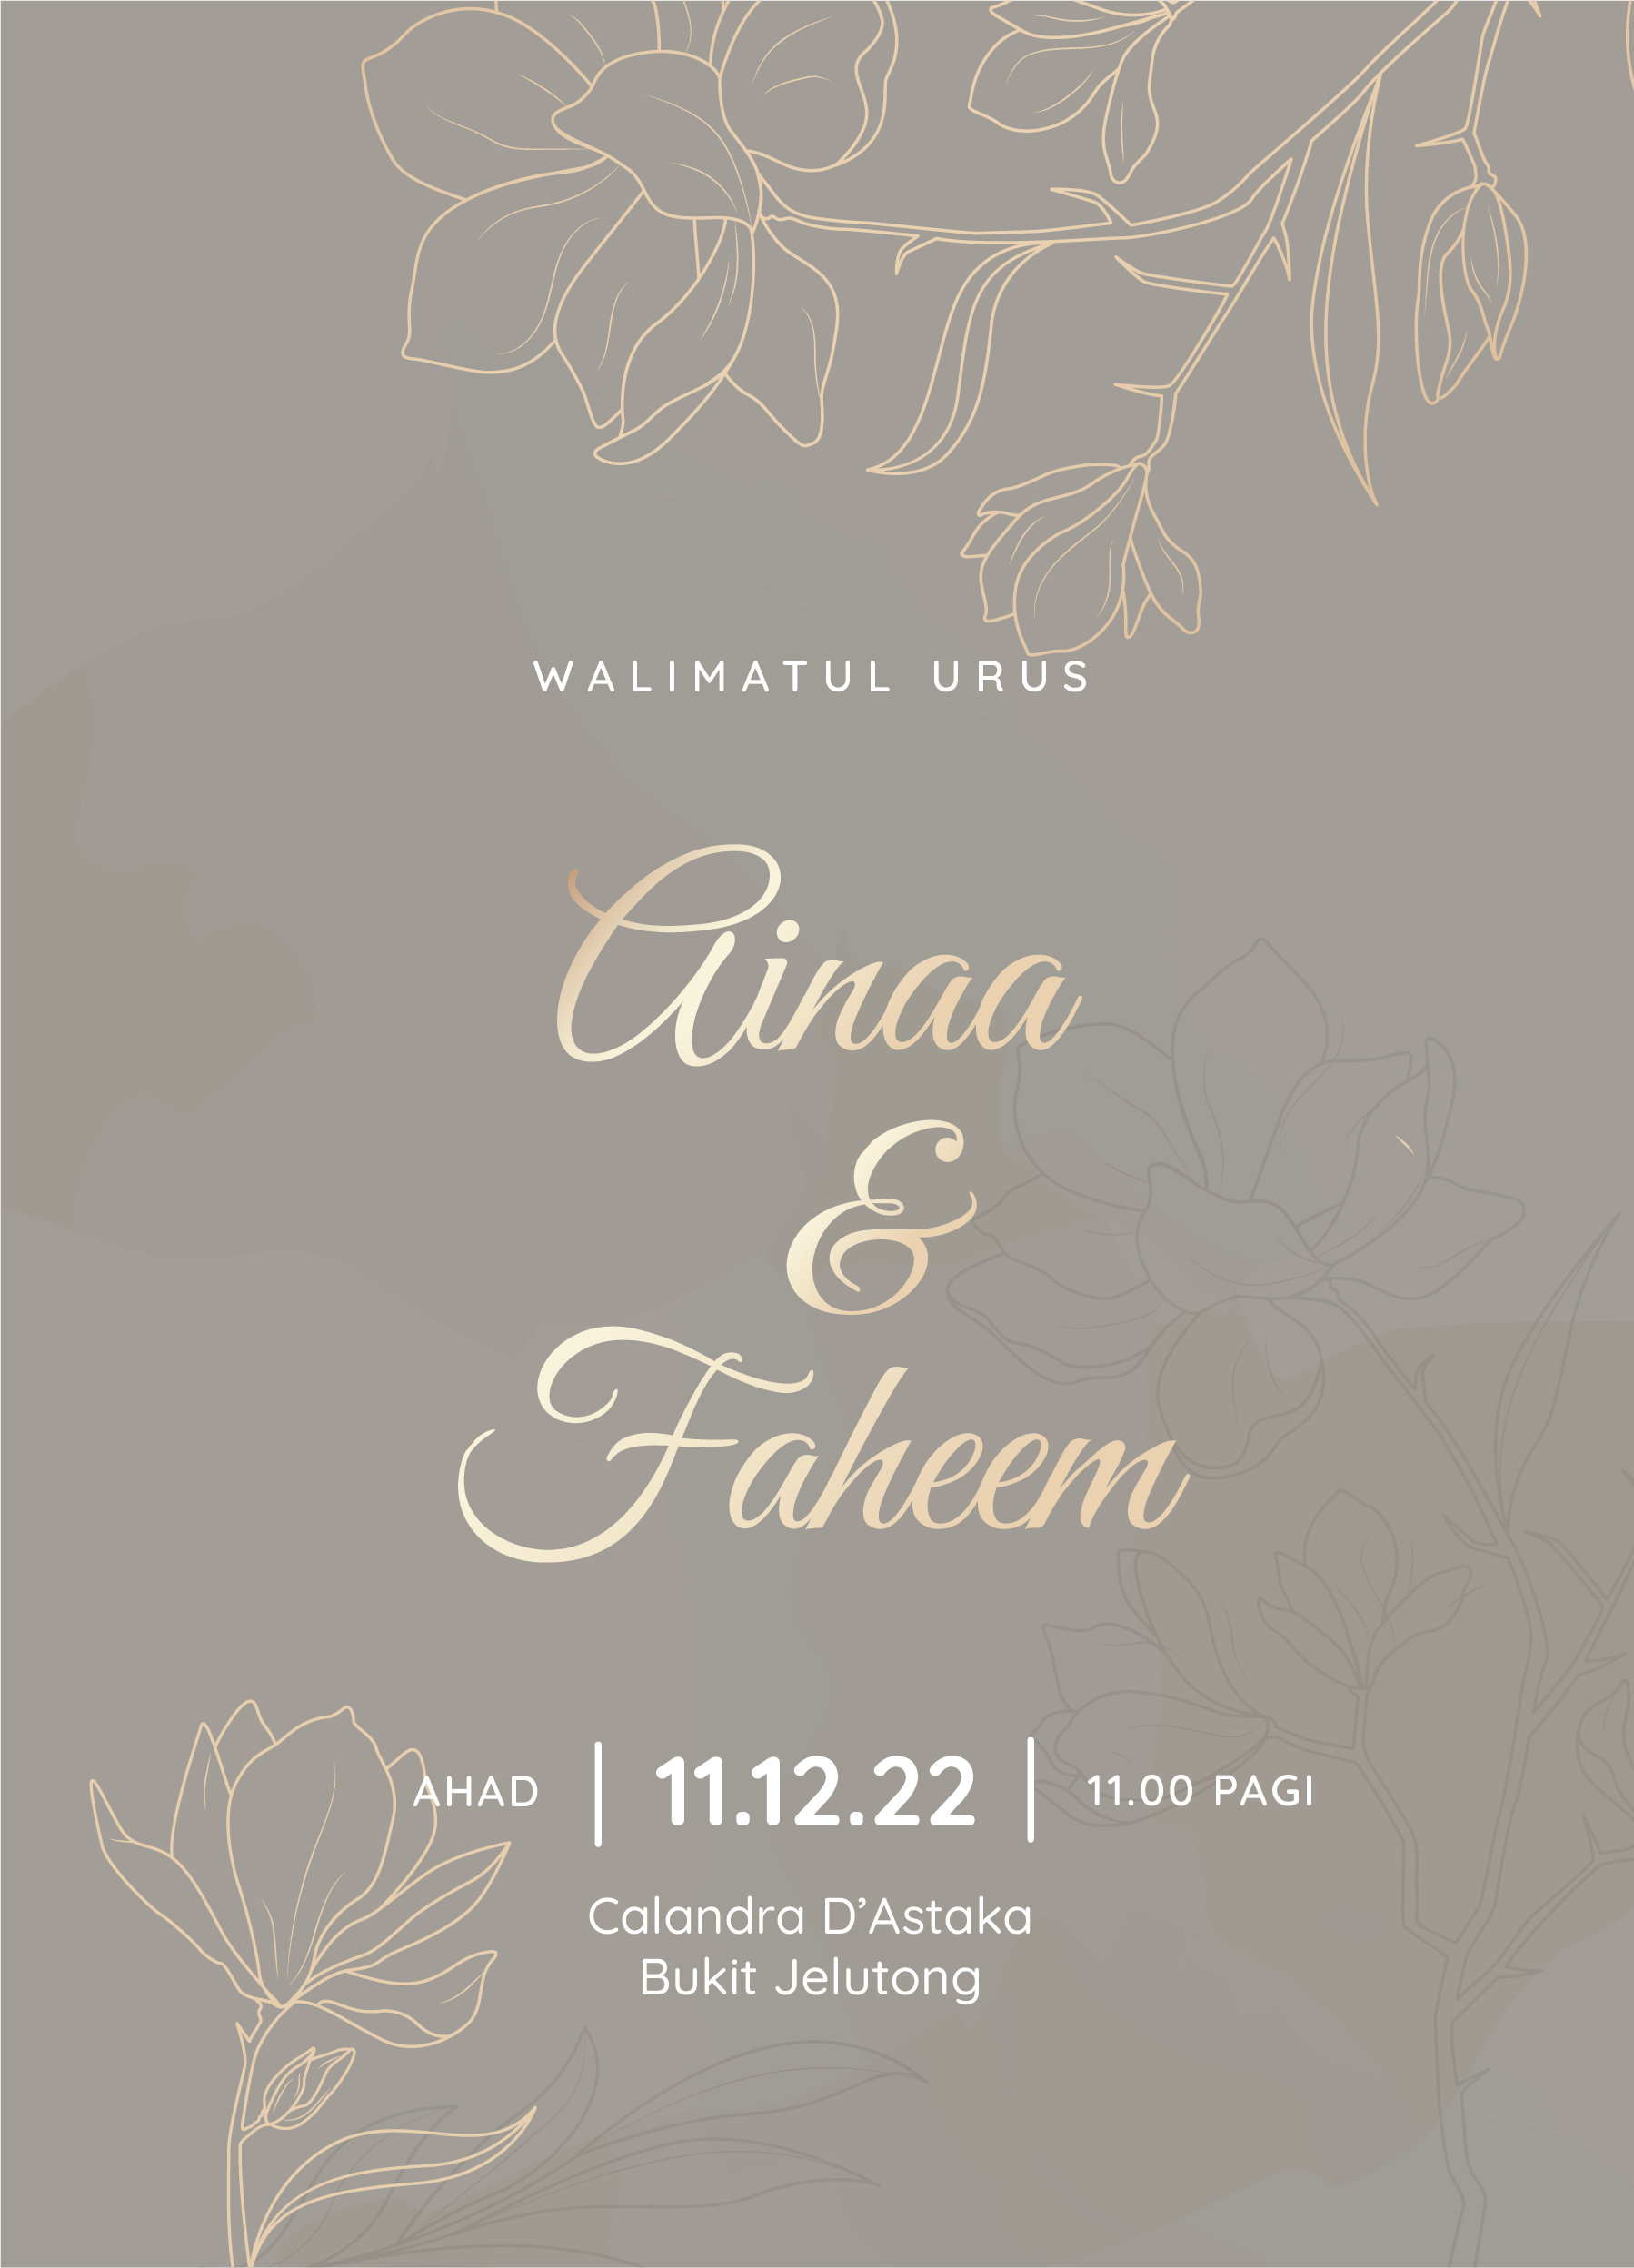 WALIMATUL URUS
Ainaa
&
Faheem
AHAD | 11.12.22 | 11.00 PAGI
Calandra D’Astaka
Bukit Jelutong